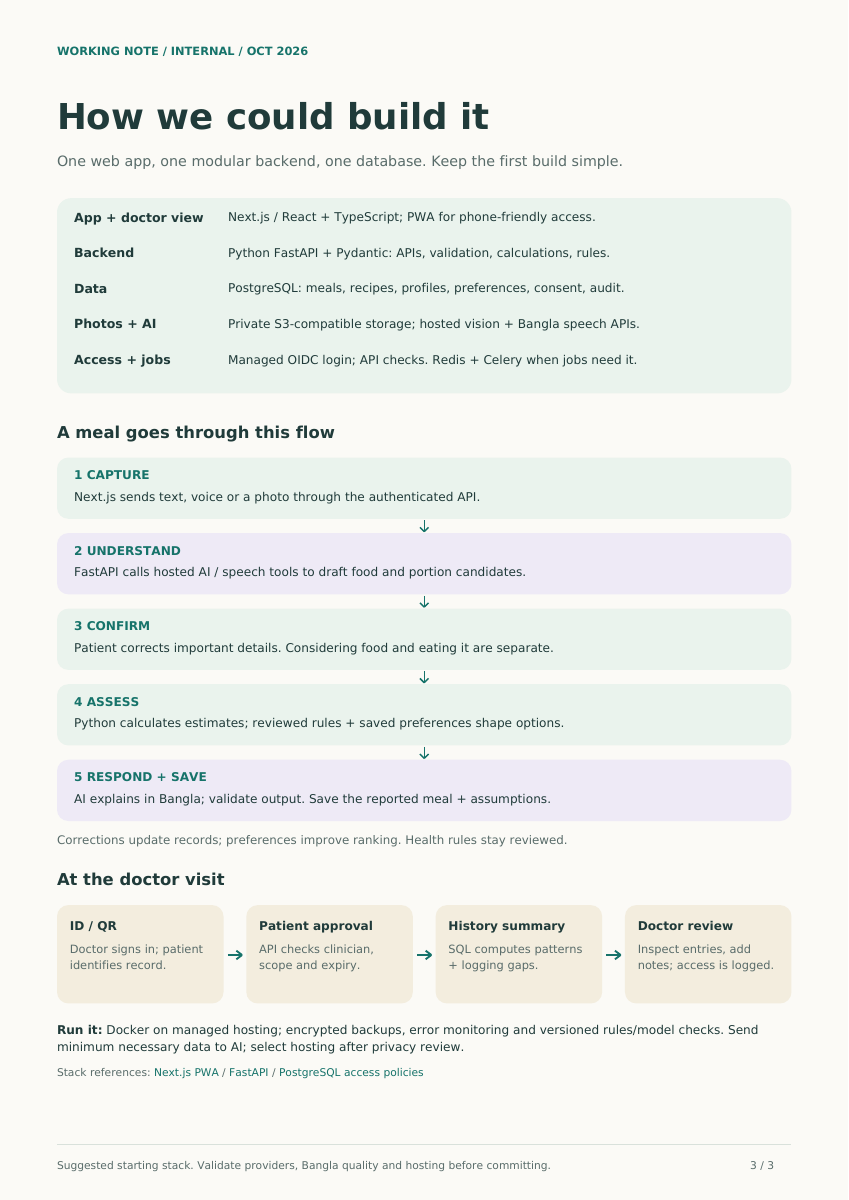 WORKING NOTE / INTERNAL / OCT 2026
How we could build it
One web app, one modular backend, one database. Keep the first build simple.
App + doctor view Next.js / React + TypeScript; PWA for phone-friendly access.
Backend Python FastAPI + Pydantic: APIs, validation, calculations, rules.
Data PostgreSQL: meals, recipes, profiles, preferences, consent, audit.
Photos + AI Private S3-compatible storage; hosted vision + Bangla speech APIs.
Access + jobs Managed OIDC login; API checks. Redis + Celery when jobs need it.
A meal goes through this flow
1 CAPTURE
Next.js sends text, voice or a photo through the authenticated API.
↓
2 UNDERSTAND
FastAPI calls hosted AI / speech tools to draft food and portion candidates.
↓
3 CONFIRM
Patient corrects important details. Considering food and eating it are separate.
↓
4 ASSESS
Python calculates estimates; reviewed rules + saved preferences shape options.
↓
5 RESPOND + SAVE
AI explains in Bangla; validate output. Save the reported meal + assumptions.
Corrections update records; preferences improve ranking. Health rules stay reviewed.
At the doctor visit
ID / QR
Doctor signs in; patient
identifies record.
→
Patient approval
API checks clinician,
scope and expiry.
→
History summary
SQL computes patterns
+ logging gaps.
→
Doctor review
Inspect entries, add
notes; access is logged.
Run it: Docker on managed hosting; encrypted backups, error monitoring and versioned rules/model checks. Send
minimum necessary data to AI; select hosting after privacy review.
Stack references: Next.js PWA / FastAPI / PostgreSQL access policies
Suggested starting stack. Validate providers, Bangla quality and hosting before committing. 3 / 3